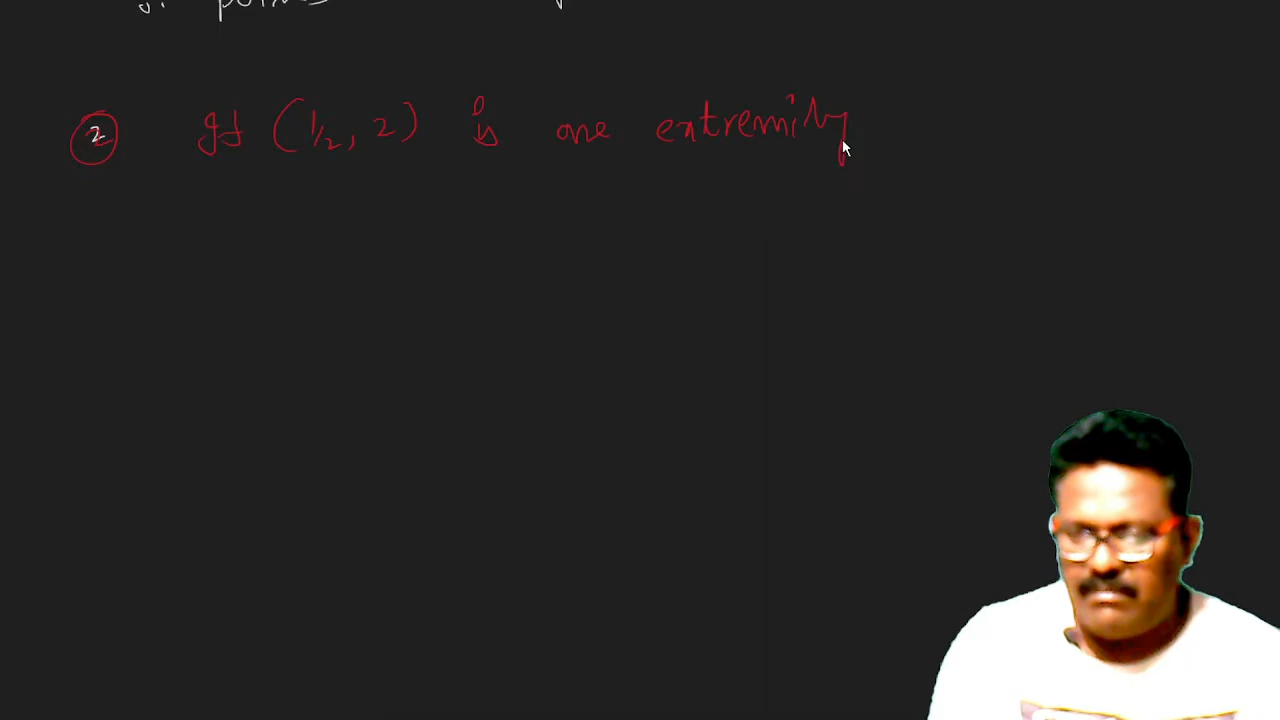 ② If (1/2, 2) is one extremity